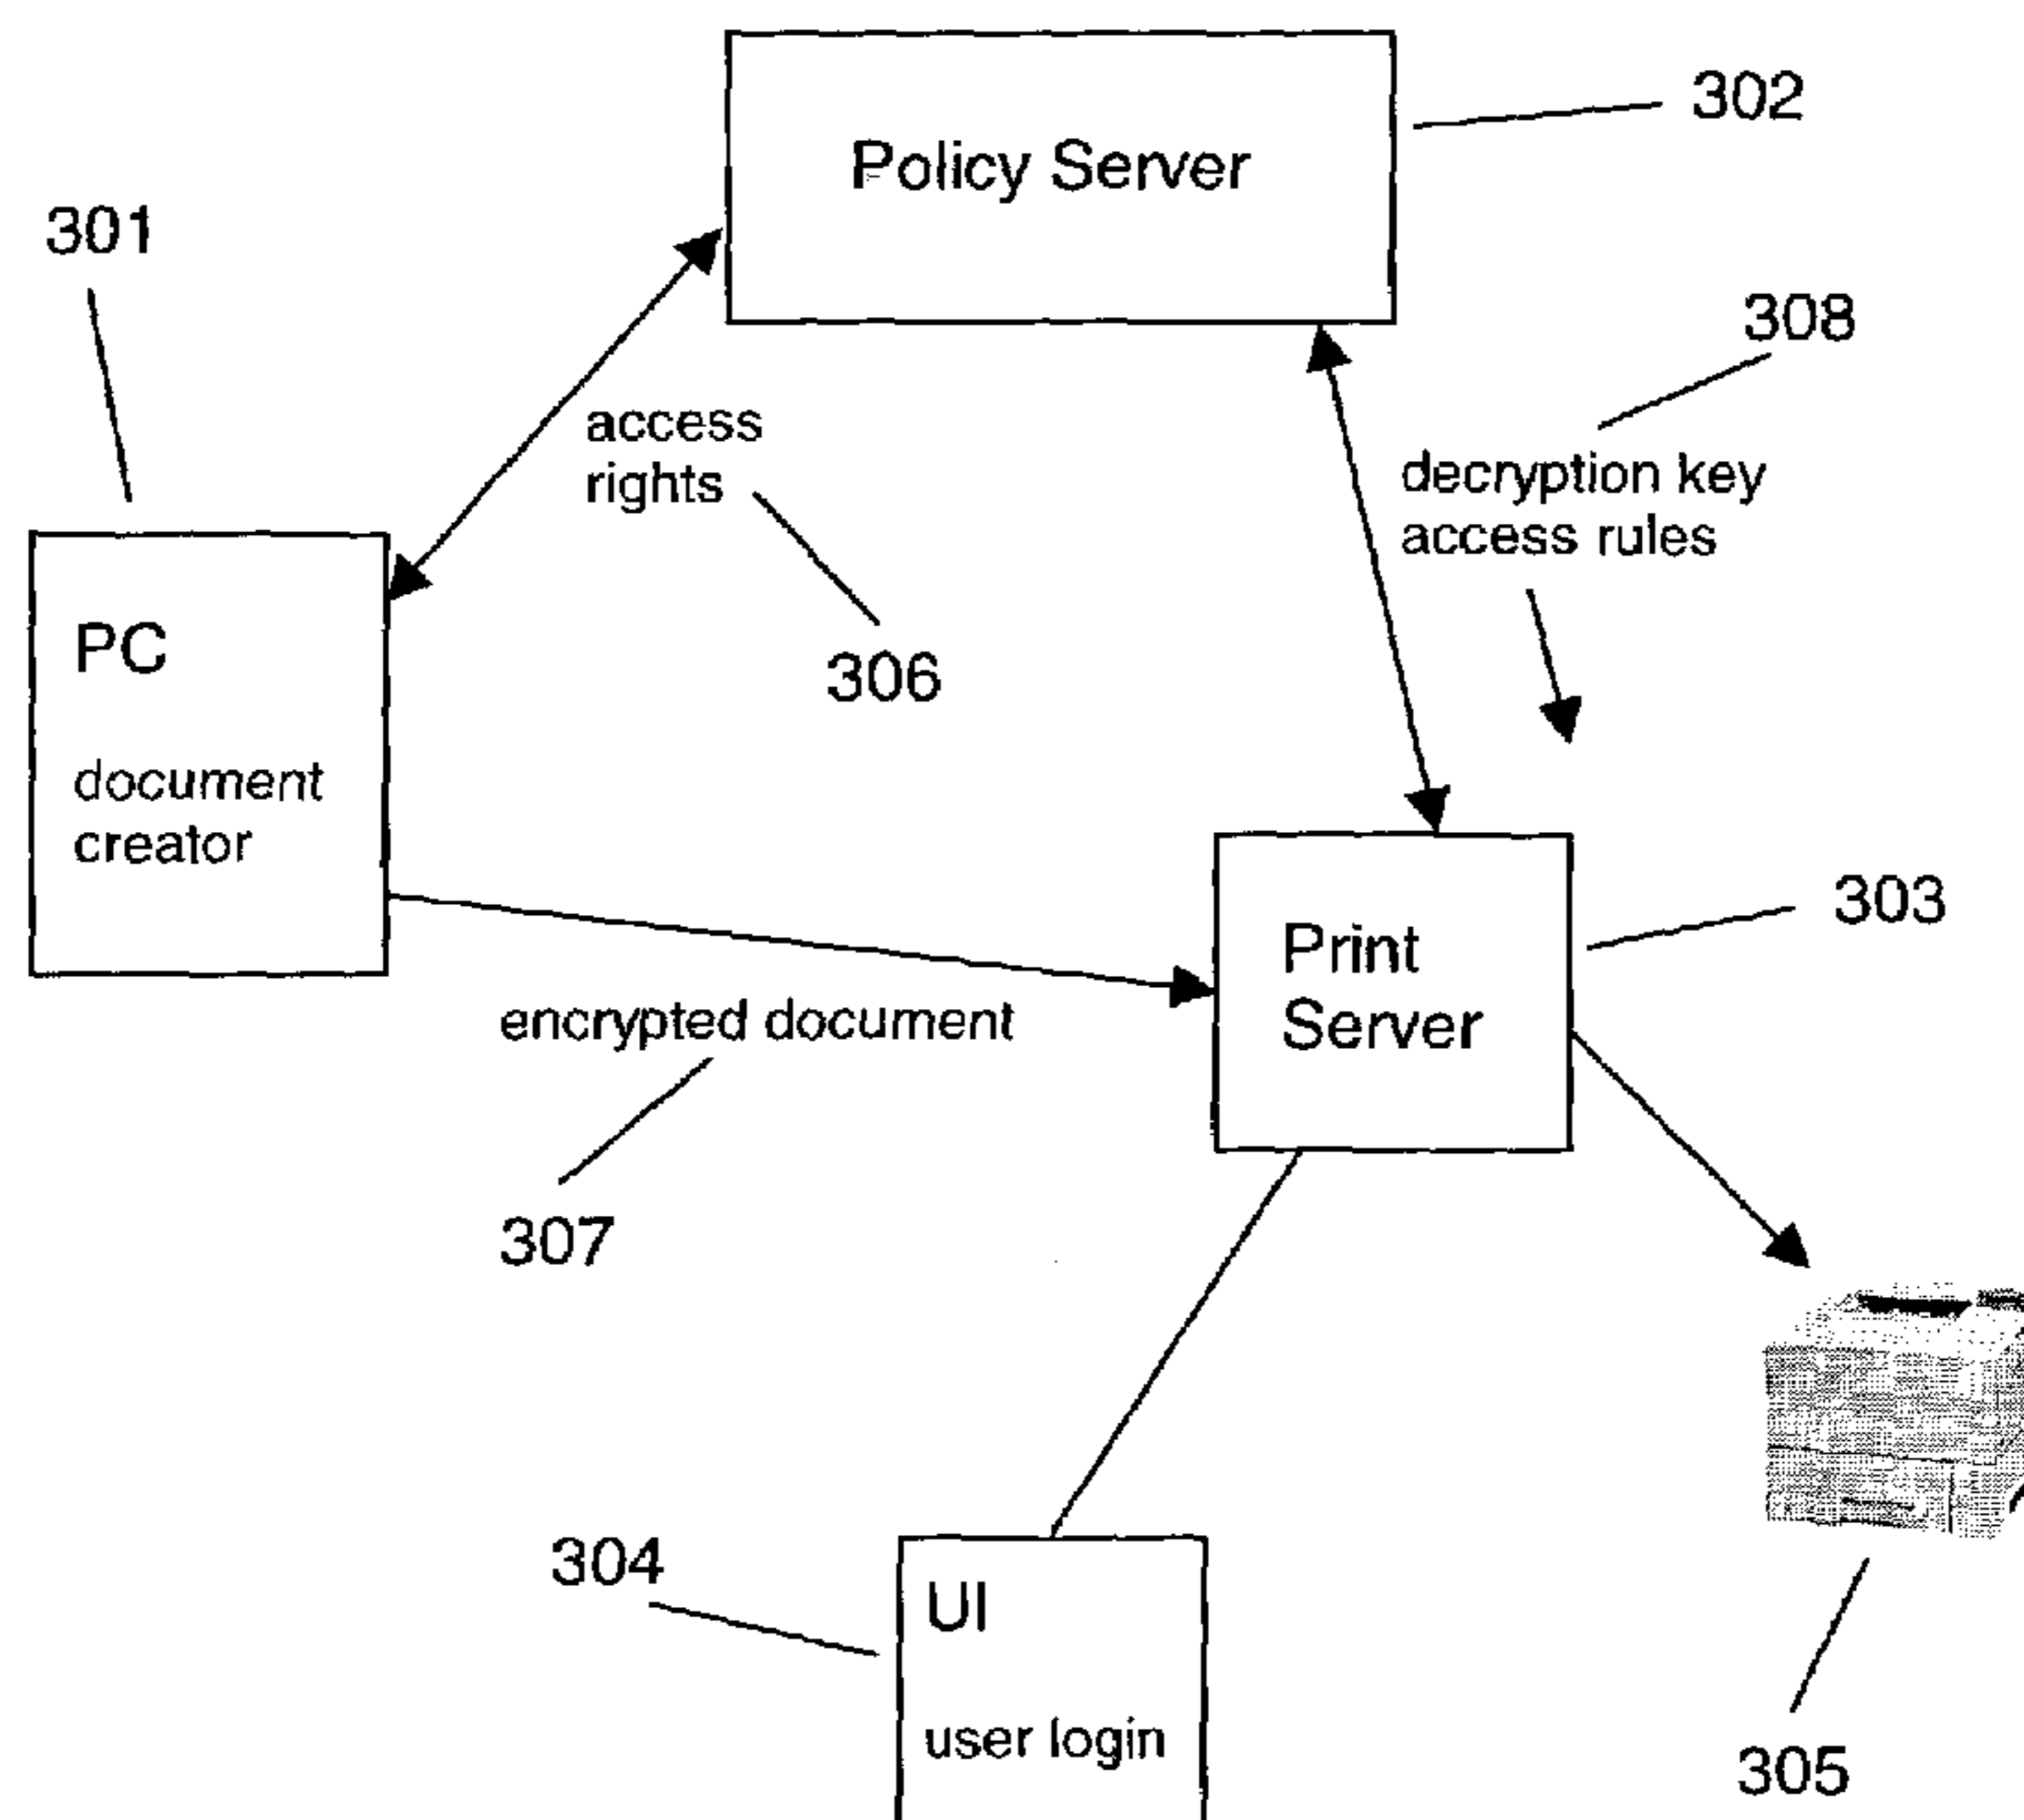 302
Policy Server
301
308
access
rights
decryption key
access rules
306
PC
document
creator
303
Print
Server
encrypted document
307
304
UI
user login
305